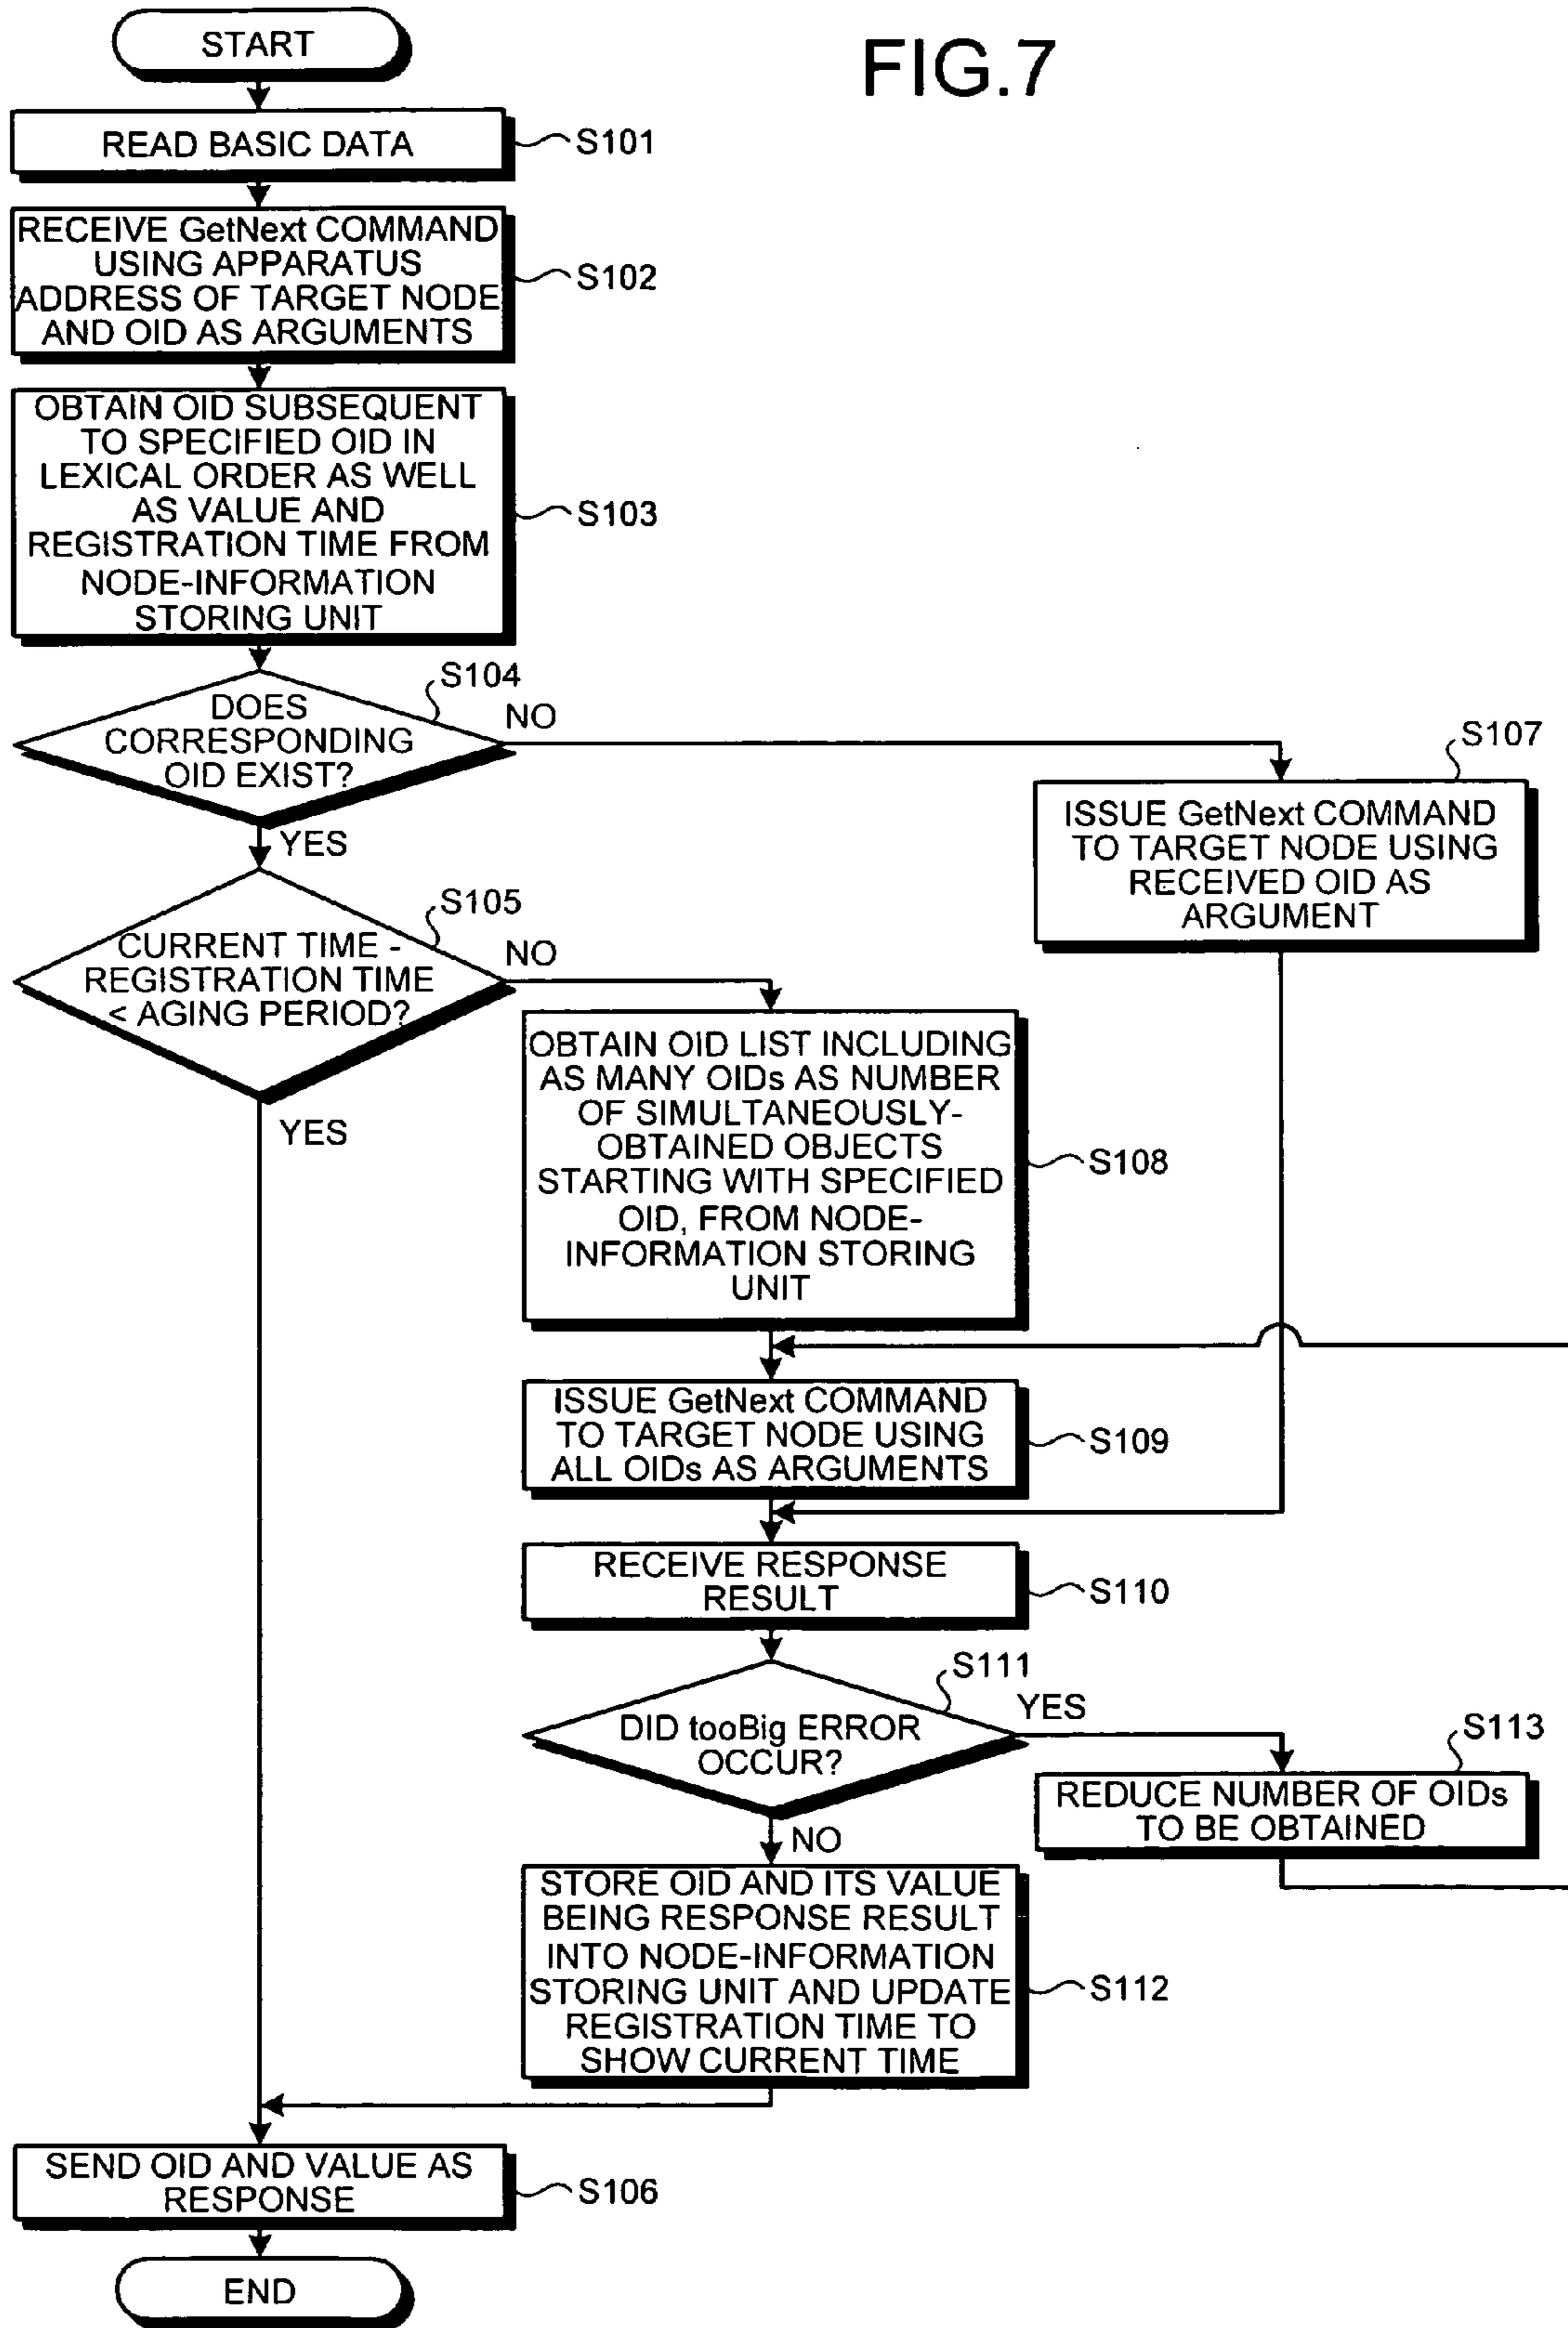 FIG.7
START
READ BASIC DATA
S101
RECEIVE GetNext COMMAND
USING APPARATUS
ADDRESS OF TARGET NODE
AND OID AS ARGUMENTS
S102
OBTAIN OID SUBSEQUENT
TO SPECIFIED OID IN
LEXICAL ORDER AS WELL
AS VALUE AND
REGISTRATION TIME FROM
NODE-INFORMATION
STORING UNIT
S103
DOES
CORRESPONDING
OID EXIST?
S104
NO
YES
S107
ISSUE GetNext COMMAND
TO TARGET NODE USING
RECEIVED OID AS
ARGUMENT
CURRENT TIME -
REGISTRATION TIME
< AGING PERIOD?
S105
NO
YES
OBTAIN OID LIST INCLUDING
AS MANY OIDs AS NUMBER
OF SIMULTANEOUSLY-
OBTAINED OBJECTS
STARTING WITH SPECIFIED
OID, FROM NODE-
INFORMATION STORING
UNIT
S108
ISSUE GetNext COMMAND
TO TARGET NODE USING
ALL OIDs AS ARGUMENTS
S109
RECEIVE RESPONSE
RESULT
S110
DID tooBig ERROR
OCCUR?
S111
YES
NO
S113
REDUCE NUMBER OF OIDs
TO BE OBTAINED
STORE OID AND ITS VALUE
BEING RESPONSE RESULT
INTO NODE-INFORMATION
STORING UNIT AND UPDATE
REGISTRATION TIME TO
SHOW CURRENT TIME
S112
SEND OID AND VALUE AS
RESPONSE
S106
END